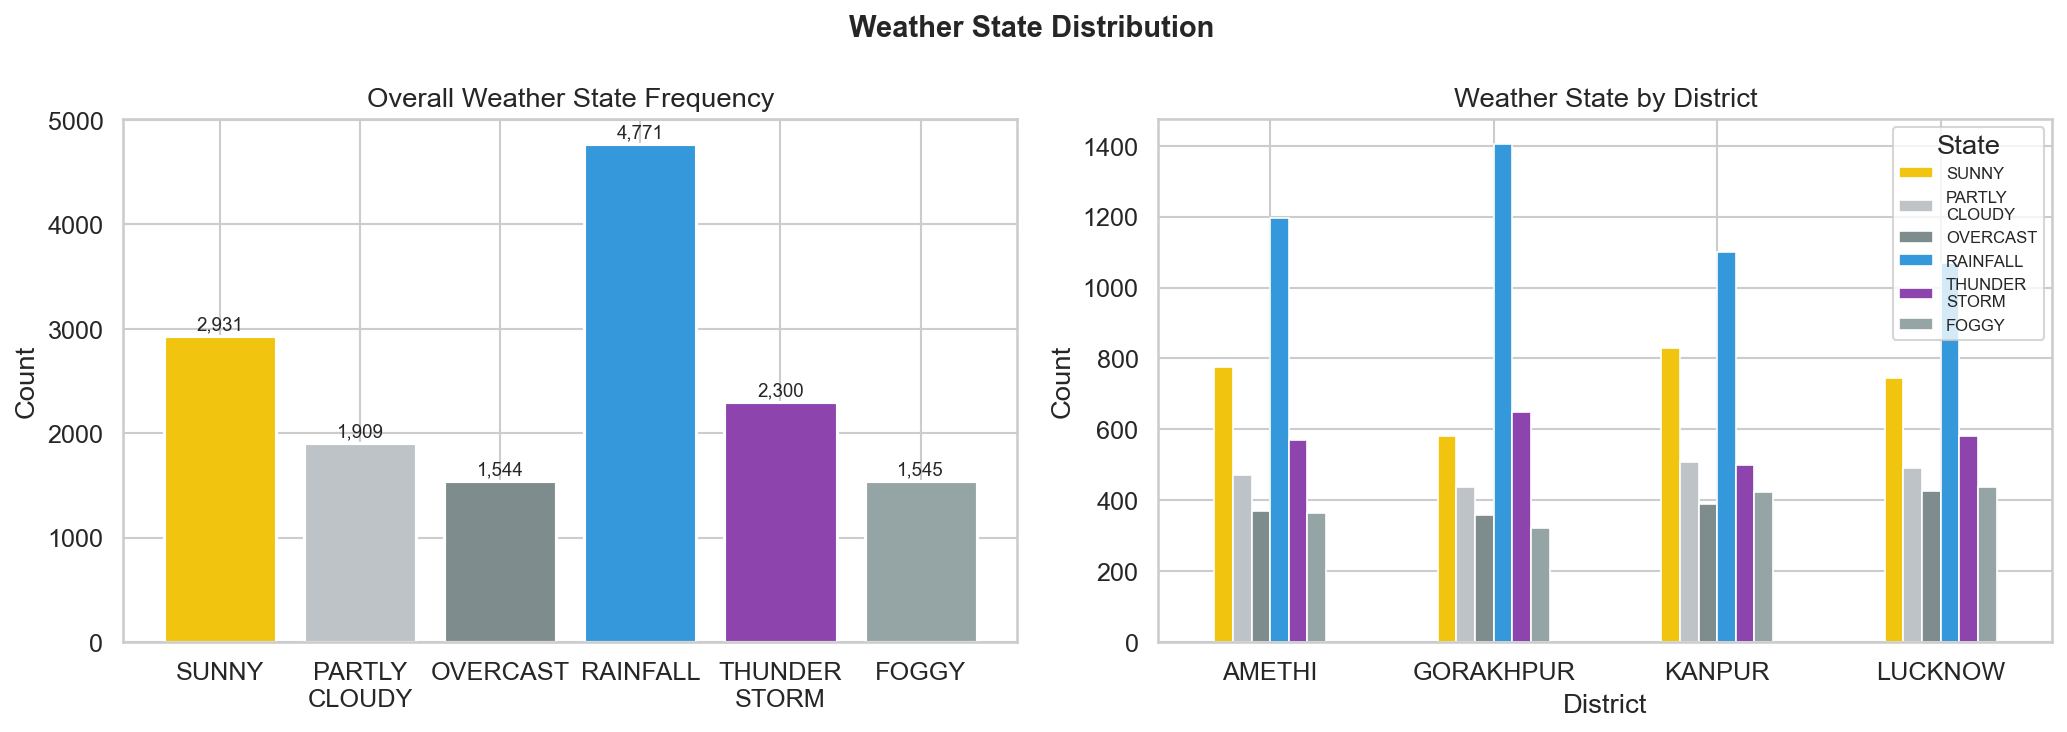 Weather State Distribution
Overall Weather State Frequency
5000
4000
3000
2000
1000
0
Count
2,931
1,909
1,544
4,771
2,300
1,545
SUNNY
PARTLY
CLOUDY
OVERCAST
RAINFALL
THUNDER
STORM
FOGGY
Weather State by District
1400
1200
1000
800
600
400
200
0
Count
State
SUNNY
PARTLY
CLOUDY
OVERCAST
RAINFALL
THUNDER
STORM
FOGGY
AMETHI
GORAKHPUR
KANPUR
LUCKNOW
District